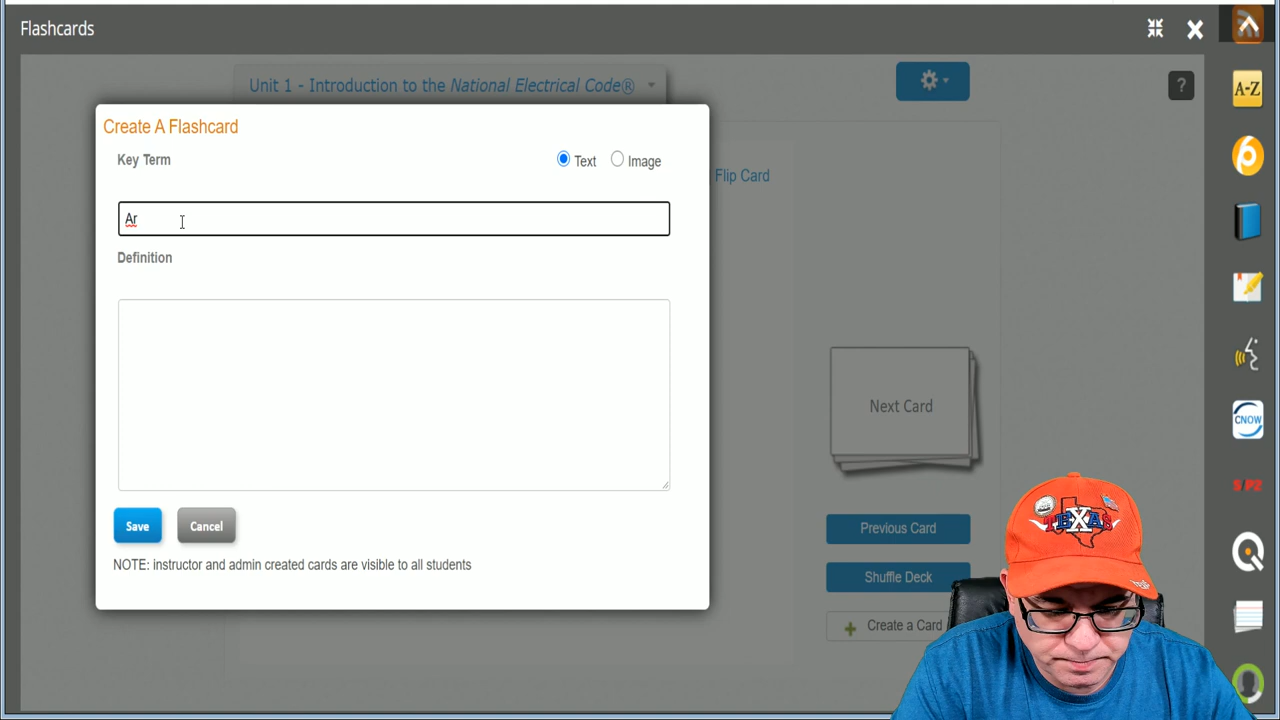 Flashcards
Unit 1 - Introduction to the National Electrical Code®
?
A-Z
Create A Flashcard
Key Term
Text
Image
Flip Card
Ar
Definition
Next Card
CNOW
Save
Cancel
Previous Card
NOTE: instructor and admin created cards are visible to all students
Shuffle Deck
Create a Card
TEXAS
S/P2